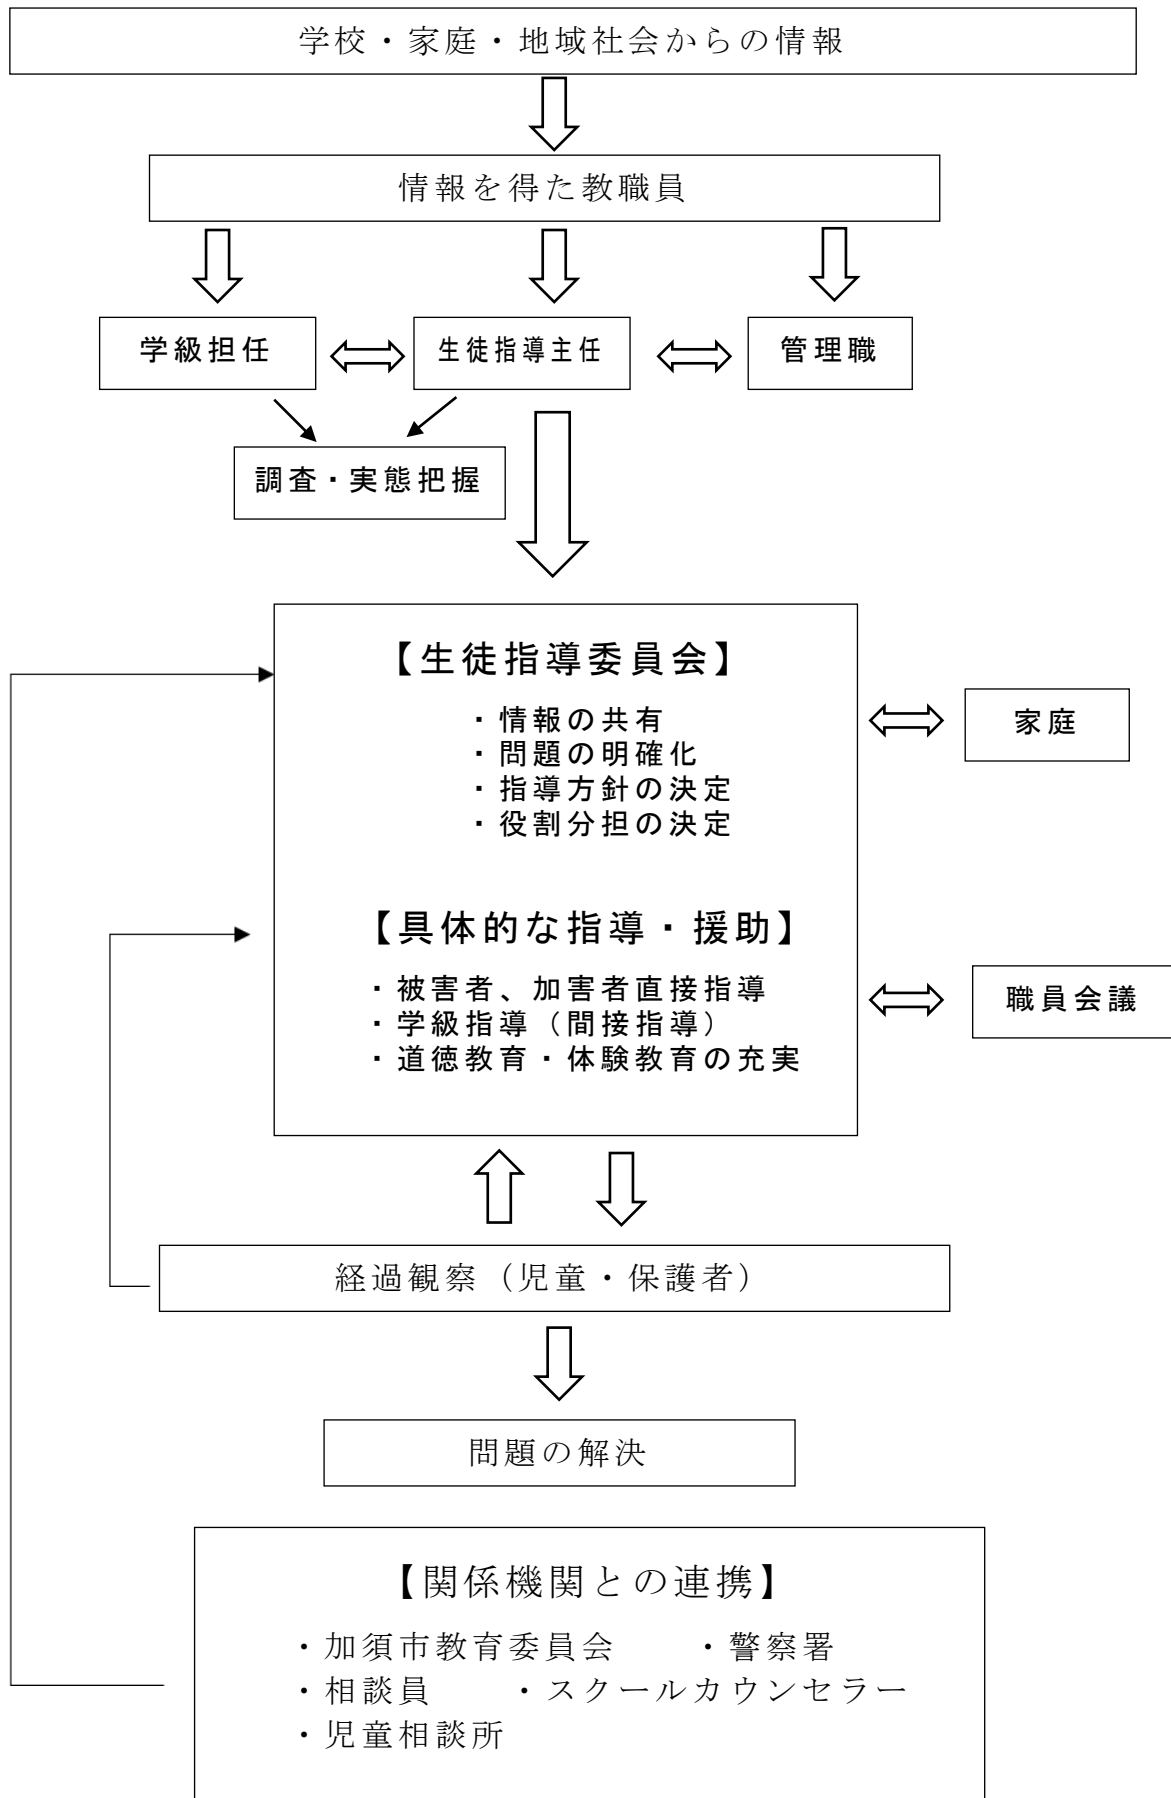 学校・家庭・地域社会からの情報
情報を得た教職員
学級担任
生徒指導主任
管理職
調査・実態把握
【生徒指導委員会】
・情報の共有
・問題の明確化
・指導方針の決定
・役割分担の決定
家庭
【具体的な指導・援助】
・被害者、加害者直接指導
・学級指導（間接指導）
・道徳教育・体験教育の充実
職員会議
経過観察（児童・保護者）
問題の解決
【関係機関との連携】
・加須市教育委員会　　・警察署
・相談員　　・スクールカウンセラー
・児童相談所